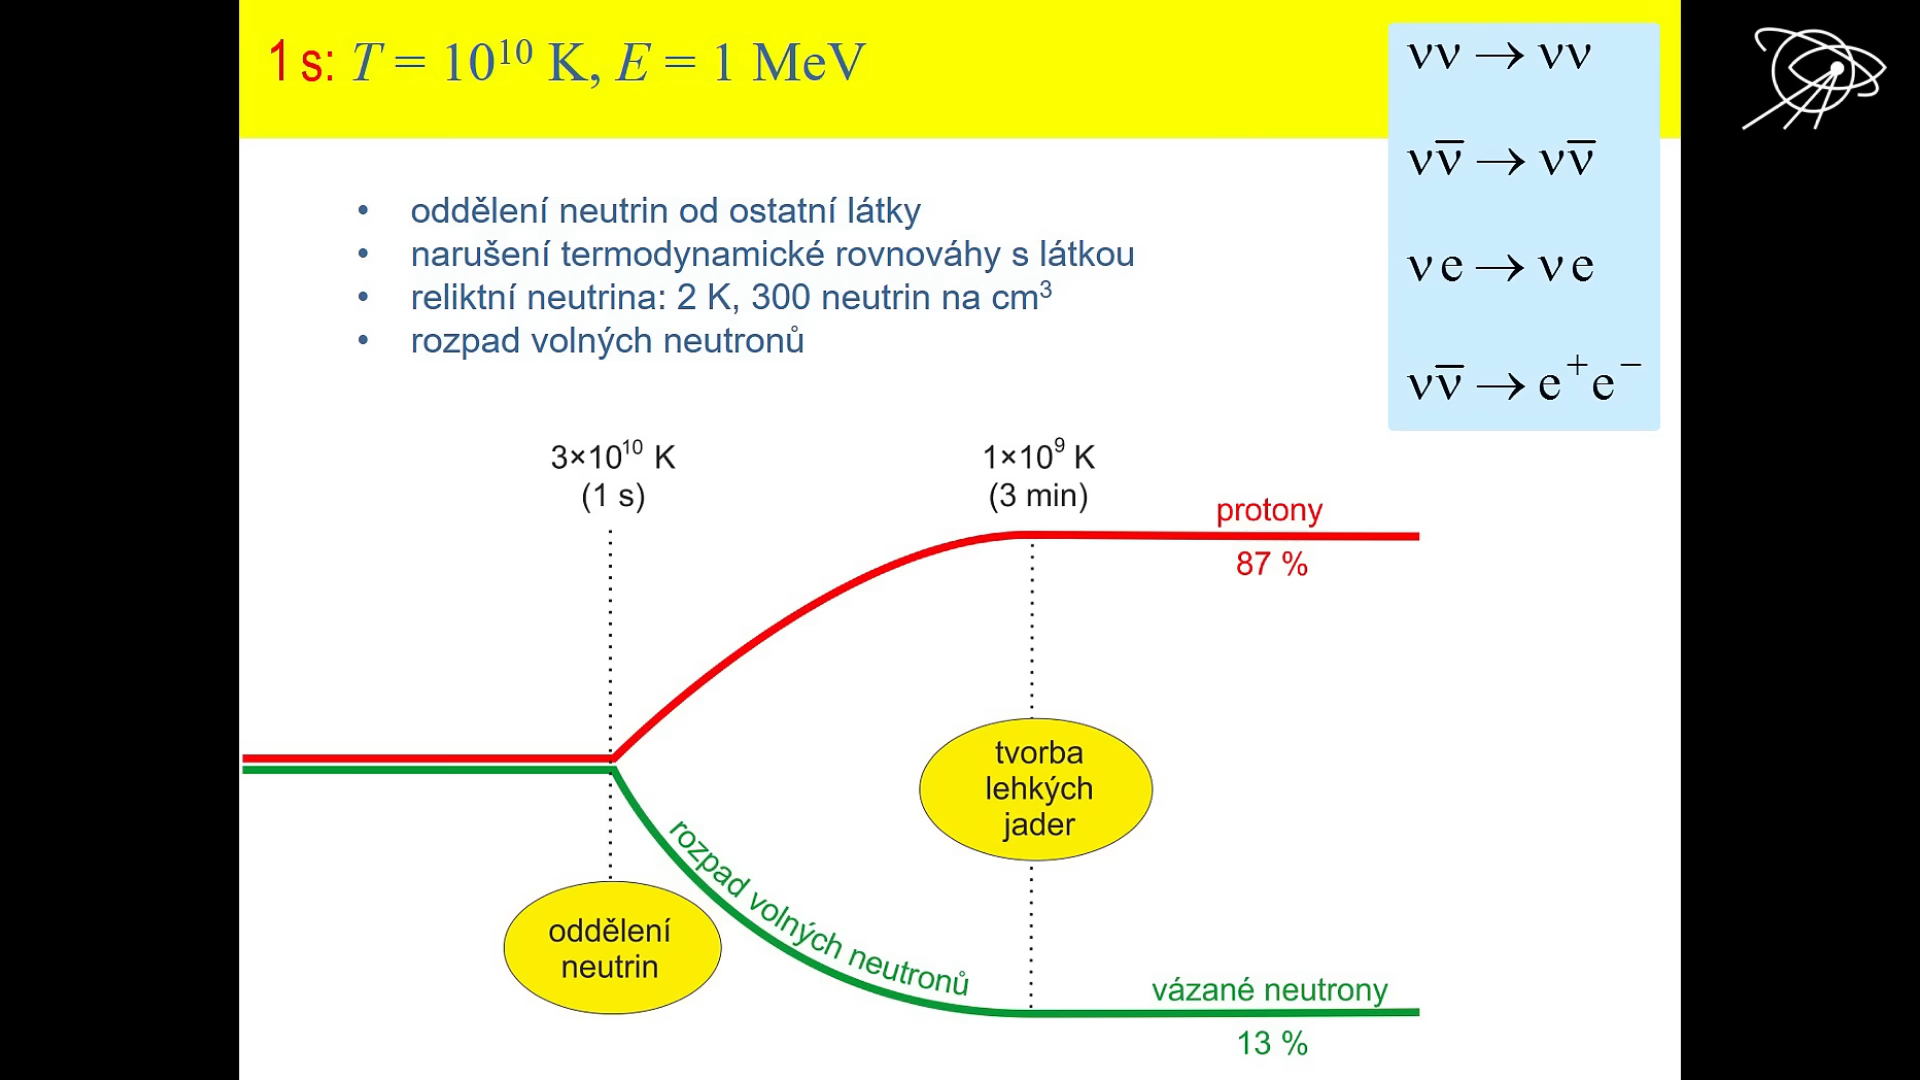 1 s: T = 10¹⁰ K, E = 1 MeV
νν → νν
νν̅ → νν̅
ν e → ν e
νν̅ → e⁺e⁻
• oddělení neutrin od ostatní látky
• narušení termodynamické rovnováhy s látkou
• reliktní neutrina: 2 K, 300 neutrin na cm³
• rozpad volných neutronů
3×10¹⁰ K
(1 s)
1×10⁹ K
(3 min)
protony
87 %
tvorba
lehkých
jader
rozpad volných neutronů
oddělení
neutrin
vázané neutrony
13 %